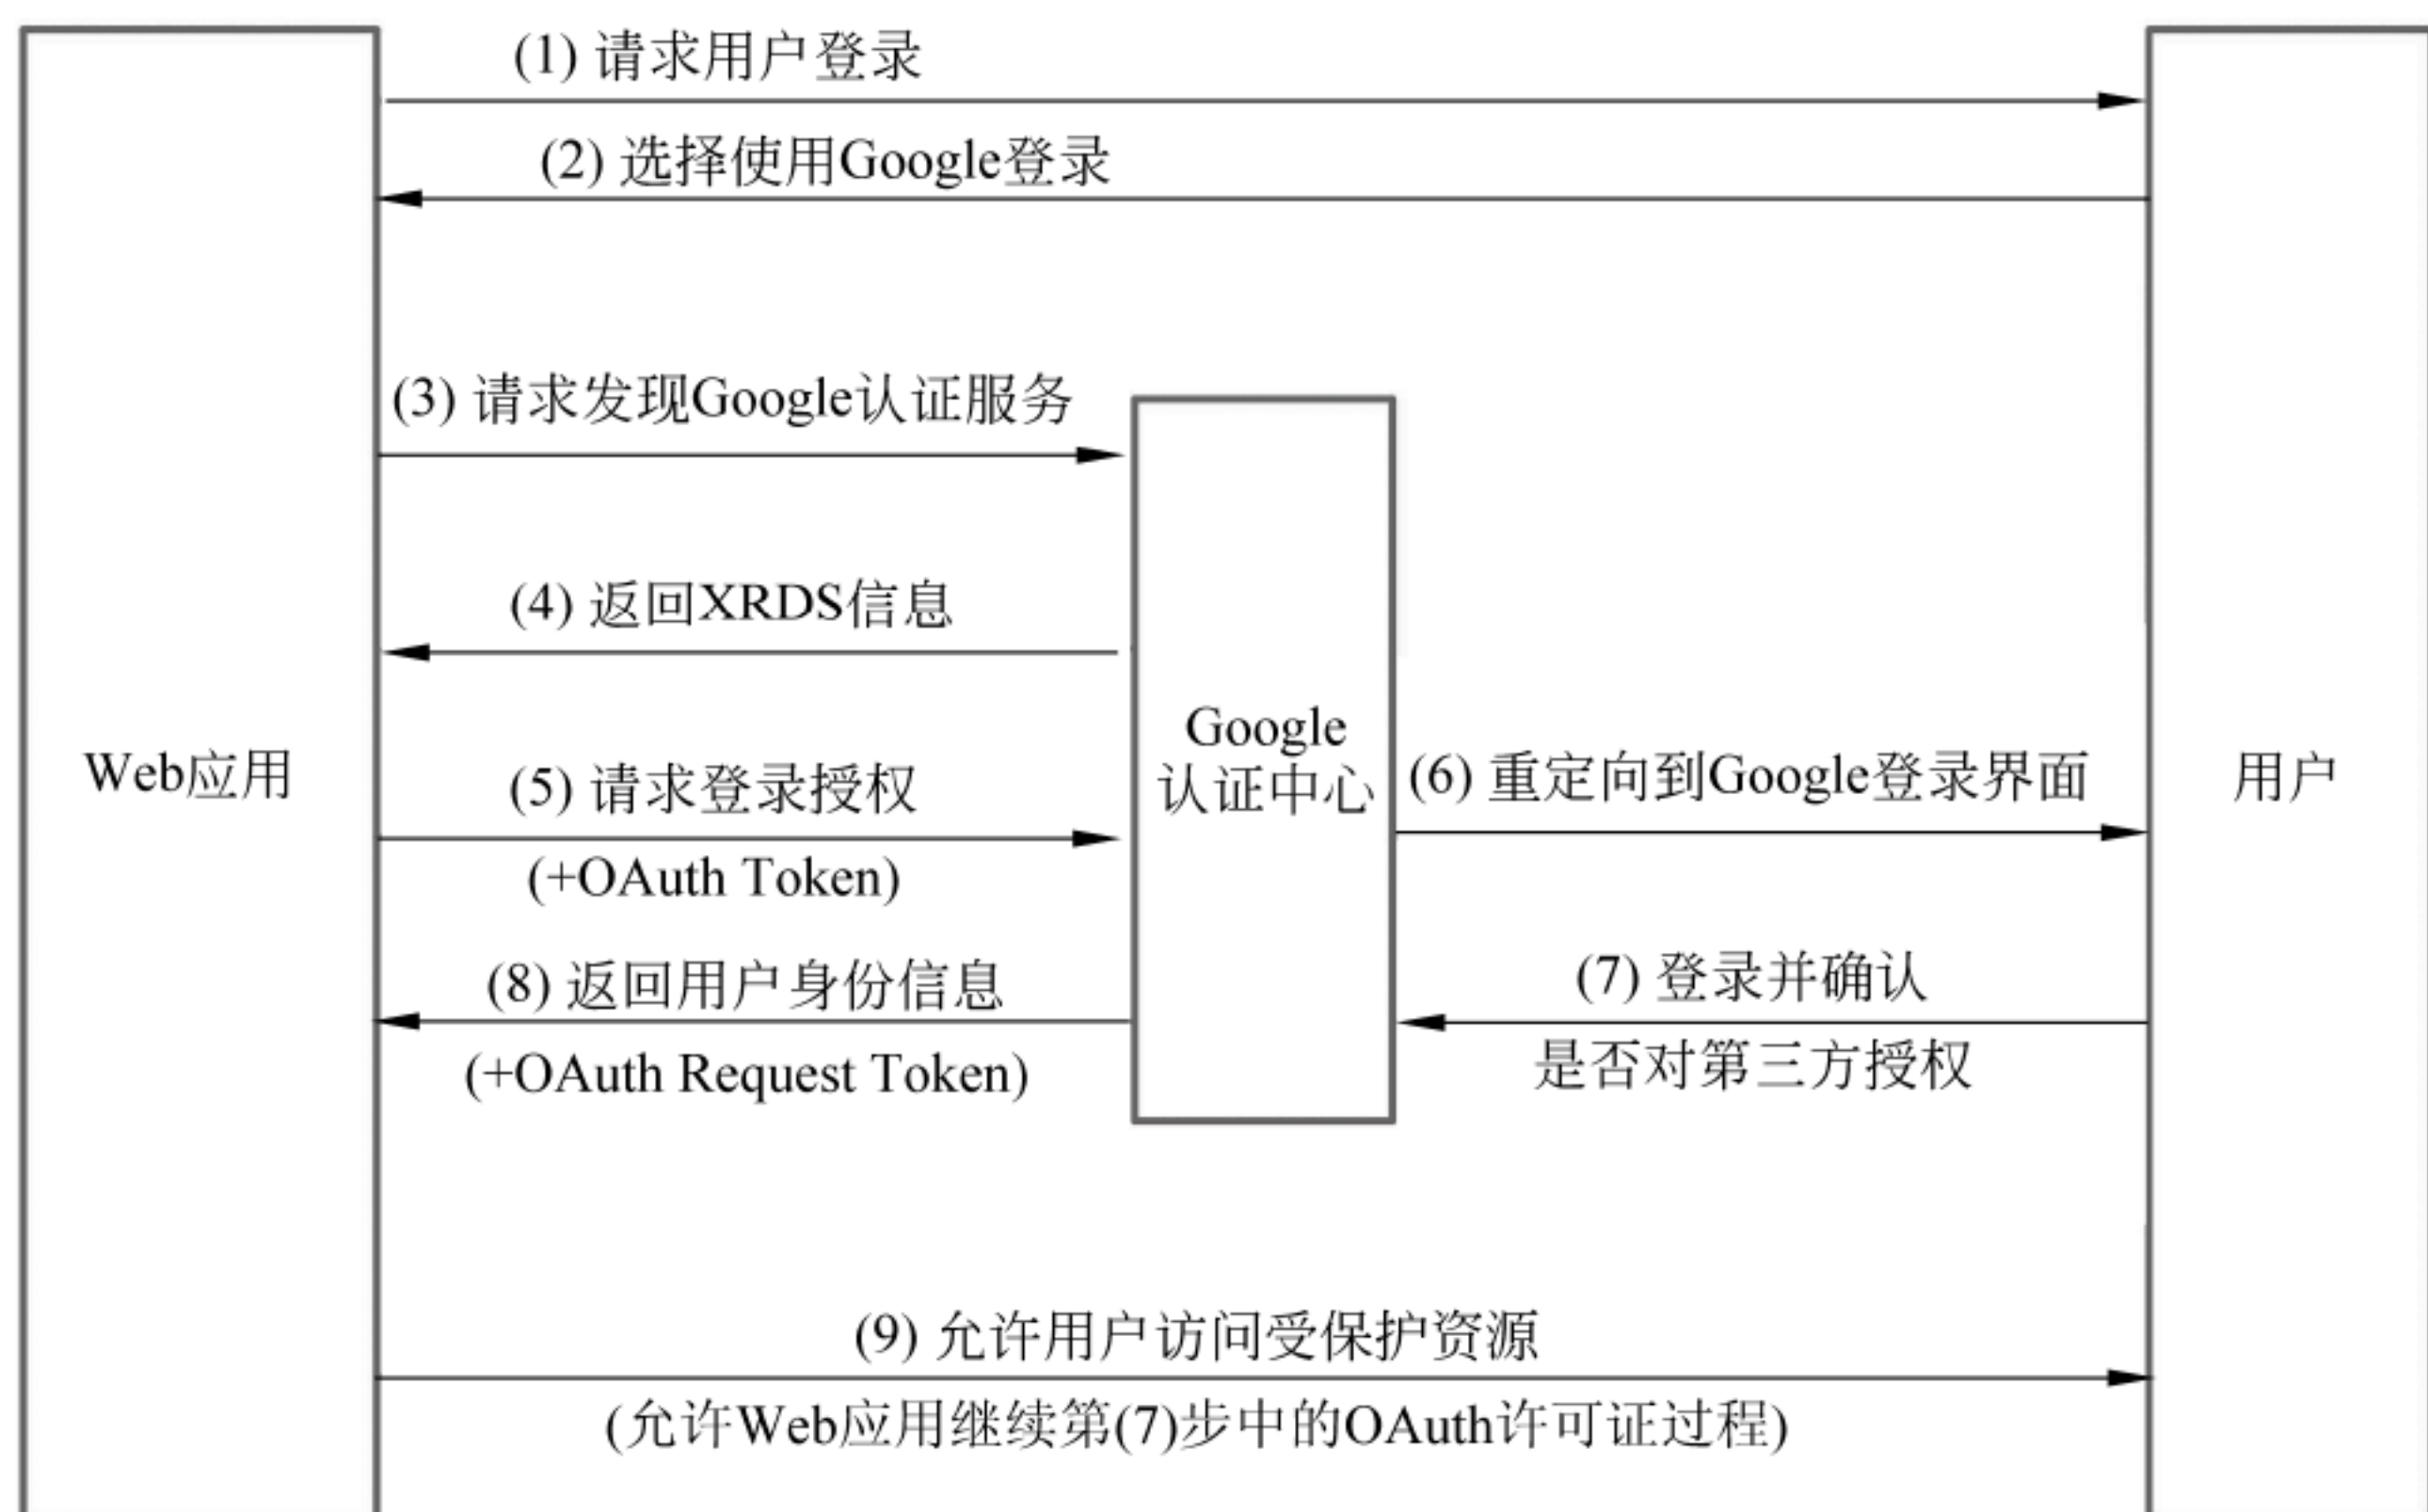 (1) 请求用户登录
(2) 选择使用Google登录
(3) 请求发现Google认证服务
(4) 返回XRDS信息
Web应用
(5) 请求登录授权
(+OAuth Token)
Google
认证中心
(6) 重定向到Google登录界面
用户
(8) 返回用户身份信息
(+OAuth Request Token)
(7) 登录并确认
是否对第三方授权
(9) 允许用户访问受保护资源
(允许Web应用继续第(7)步中的OAuth许可证过程)